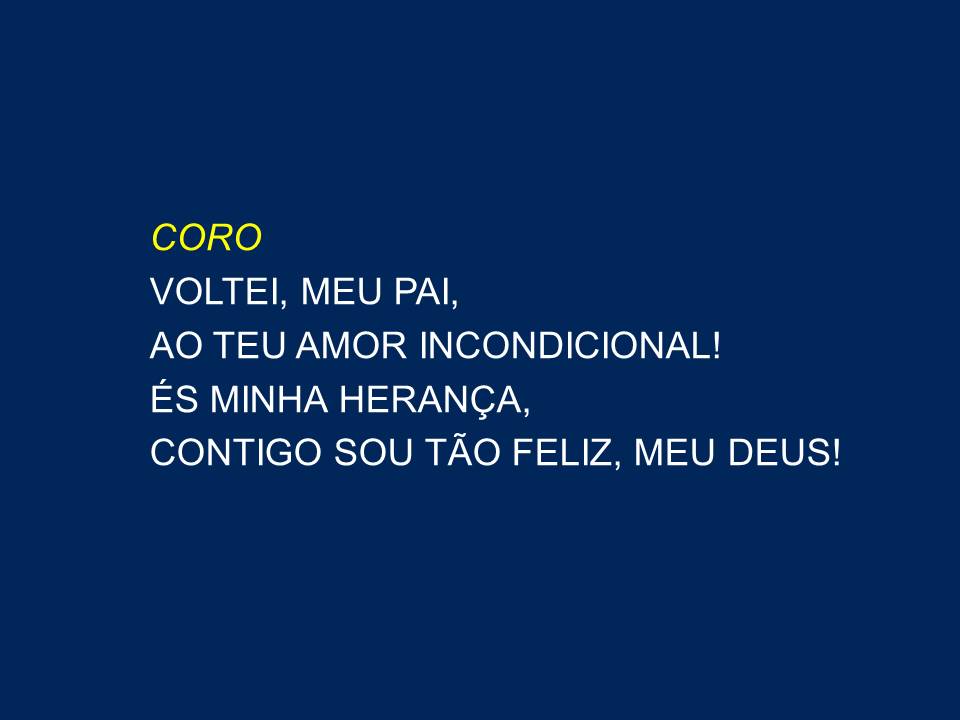 CORO
VOLTEI, MEU PAI,
AO TEU AMOR INCONDICIONAL!
ÉS MINHA HERANÇA,
CONTIGO SOU TÃO FELIZ, MEU DEUS!